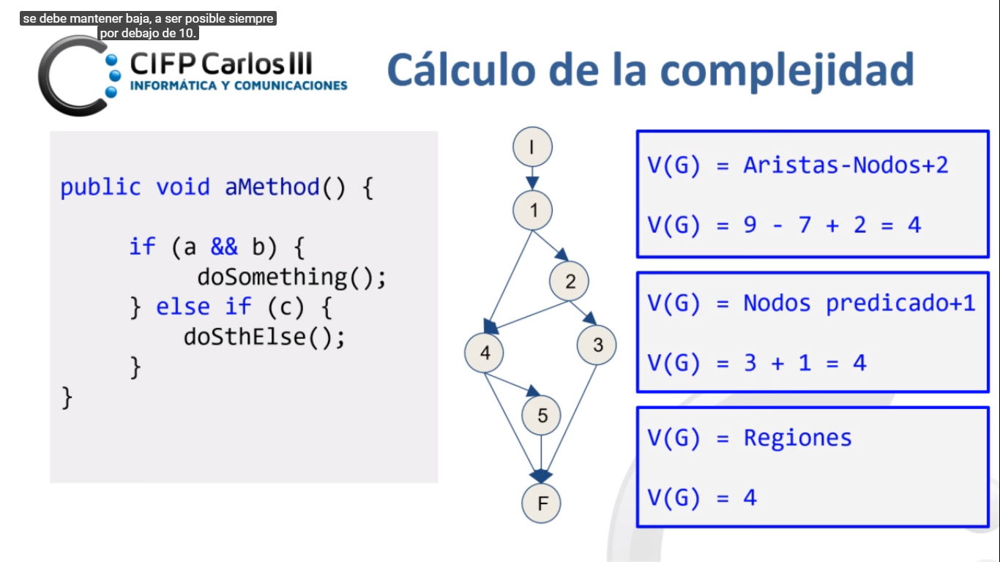 se debe mantener baja, a ser posible siempre
por debajo de 10.
CIFP Carlos III
INFORMÁTICA Y COMUNICACIONES
Cálculo de la complejidad
public void aMethod() {
if (a && b) {
doSomething();
} else if (c) {
doSthElse();
}
}
I
1
2
3
4
5
F
V(G) = Aristas-Nodos+2
V(G) = 9 - 7 + 2 = 4
V(G) = Nodos predicado+1
V(G) = 3 + 1 = 4
V(G) = Regiones
V(G) = 4